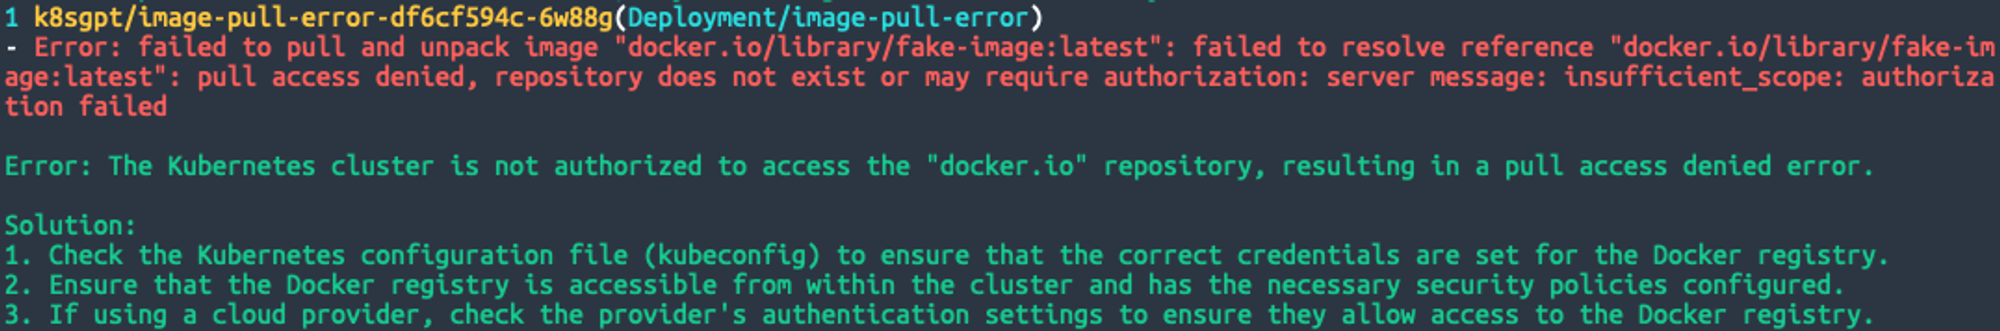 1 k8sgpt/image-pull-error-df6cf594c-6w88g(Deployment/image-pull-error)
- Error: failed to pull and unpack image "docker.io/library/fake-image:latest": failed to resolve reference "docker.io/library/fake-im
age:latest": pull access denied, repository does not exist or may require authorization: server message: insufficient_scope: authoriza
tion failed
Error: The Kubernetes cluster is not authorized to access the "docker.io" repository, resulting in a pull access denied error.
Solution:
1. Check the Kubernetes configuration file (kubeconfig) to ensure that the correct credentials are set for the Docker registry.
2. Ensure that the Docker registry is accessible from within the cluster and has the necessary security policies configured.
3. If using a cloud provider, check the provider's authentication settings to ensure they allow access to the Docker registry.